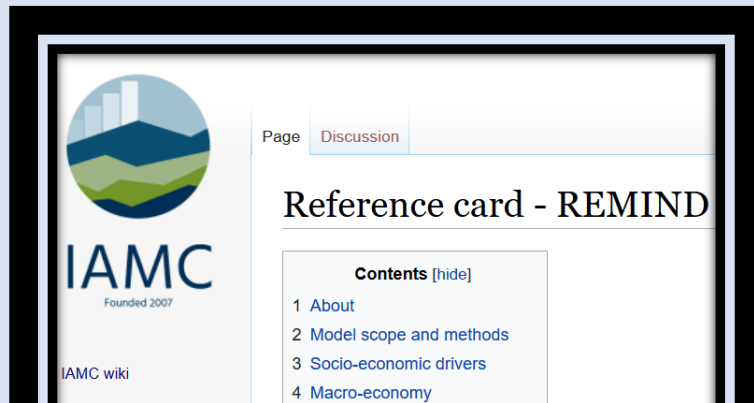 IAMC
Founded 2007
IAMC wiki
Page Discussion
Reference card - REMIND
Contents [hide]
1 About
2 Model scope and methods
3 Socio-economic drivers
4 Macro-economy